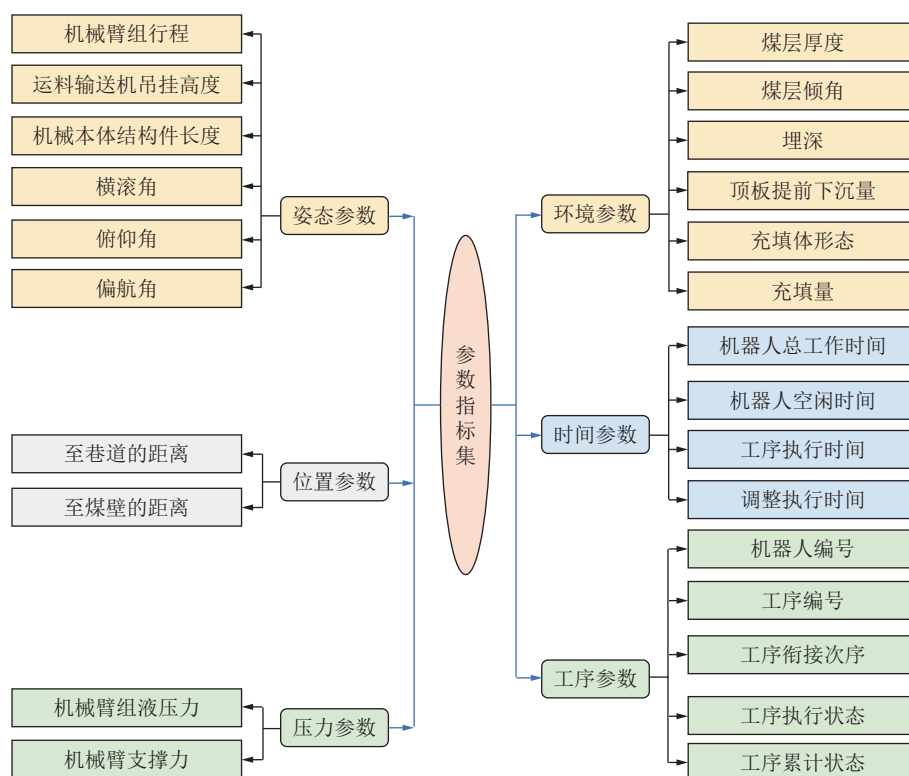 机械臂组行程
运料输送机吊挂高度
机械本体结构件长度
横滚角
俯仰角
偏航角
姿态参数
至巷道的距离
至煤壁的距离
位置参数
机械臂组液压力
机械臂支撑力
压力参数
参数指标集
环境参数
煤层厚度
煤层倾角
埋深
顶板提前下沉量
充填体形态
充填量
时间参数
机器人总工作时间
机器人空闲时间
工序执行时间
调整执行时间
工序参数
机器人编号
工序编号
工序衔接次序
工序执行状态
工序累计状态